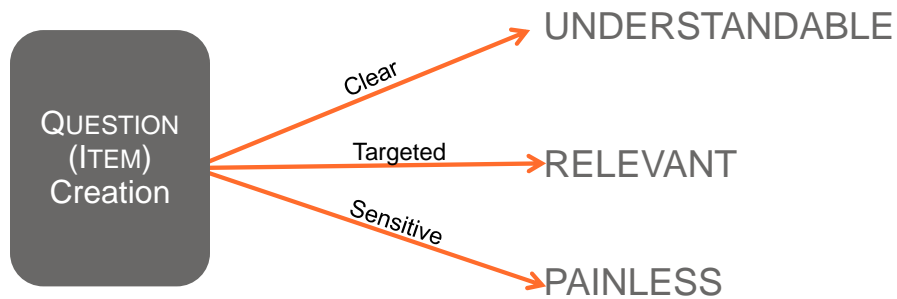 QUESTION
(ITEM)
Creation
Clear
UNDERSTANDABLE
Targeted
RELEVANT
Sensitive
PAINLESS